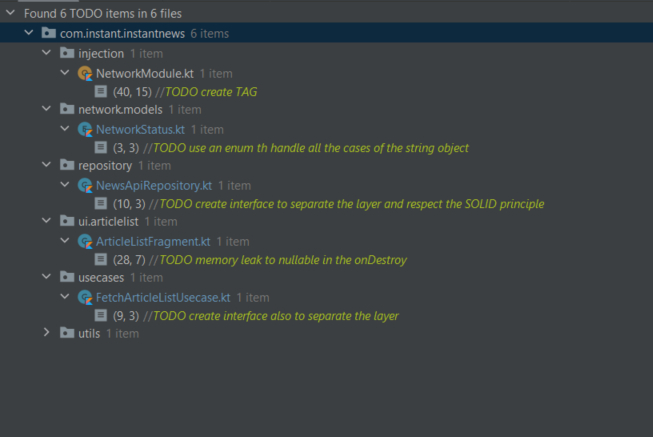 Found 6 TODO items in 6 files
com.instant.instantnews 6 items
injection 1 item
NetworkModule.kt 1 item
(40, 15) //TODO create TAG
network.models 1 item
NetworkStatus.kt 1 item
(3, 3) //TODO use an enum th handle all the cases of the string object
repository 1 item
NewsApiRepository.kt 1 item
(10, 3) //TODO create interface to separate the layer and respect the SOLID principle
ui.articlelist 1 item
ArticleListFragment.kt 1 item
(28, 7) //TODO memory leak to nullable in the onDestroy
usecases 1 item
FetchArticleListUsecase.kt 1 item
(9, 3) //TODO create interface also to separate the layer
utils 1 item